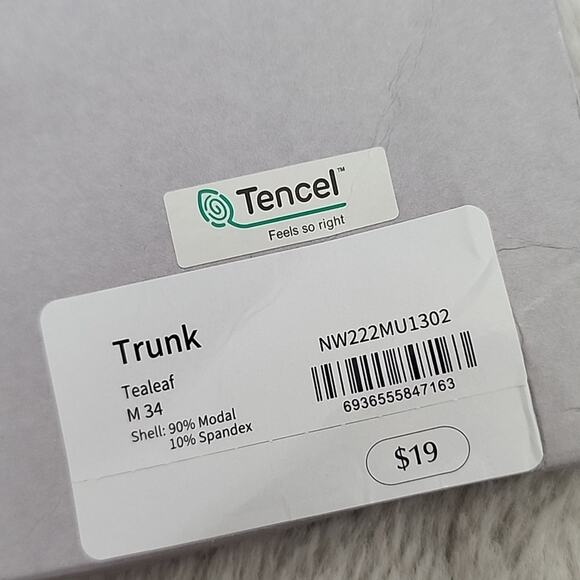 Tencel™
Feels so right
Trunk
Tealeaf
M 34
Shell: 90% Modal
10% Spandex
NW222MU1302
6936555847163
$19